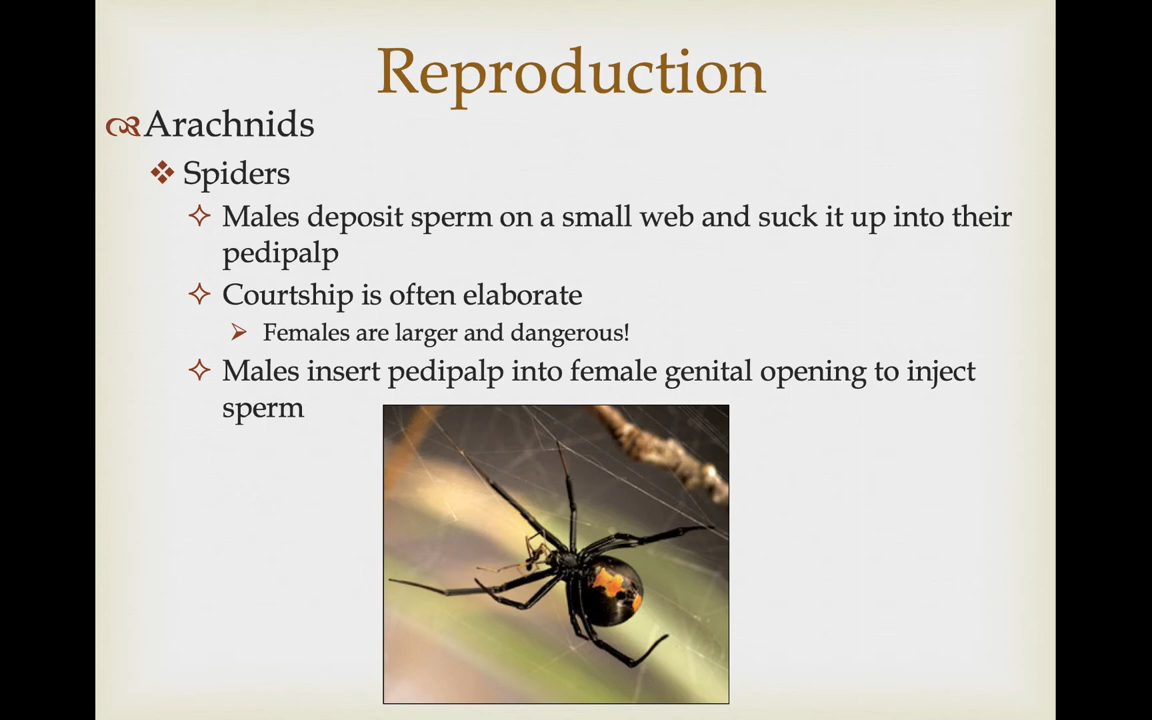 Reproduction
Arachnids
Spiders
Males deposit sperm on a small web and suck it up into their
pedipalp
Courtship is often elaborate
Females are larger and dangerous!
Males insert pedipalp into female genital opening to inject
sperm